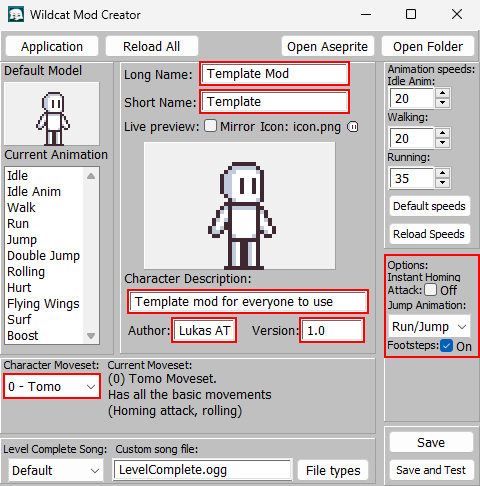 Wildcat Mod Creator
Application
Reload All
Open Aseprite
Open Folder
Default Model
Current Animation
Idle
Idle Anim
Walk
Run
Jump
Double Jump
Rolling
Hurt
Flying Wings
Surf
Boost
Long Name: Template Mod
Short Name: Template
Live preview: Mirror Icon: icon.png
Character Description:
Template mod for everyone to use
Author: Lukas AT Version: 1.0
Animation speeds:
Idle Anim:
20
Walking:
20
Running:
35
Default speeds
Reload Speeds
Options:
Instant Homing
Attack: Off
Jump Animation:
Run/Jump
Footsteps: On
Character Moveset:
0 - Tomo
Current Moveset:
(0) Tomo Moveset.
Has all the basic movements
(Homing attack, rolling)
Level Complete Song:
Default
Custom song file:
LevelComplete.ogg
File types
Save
Save and Test